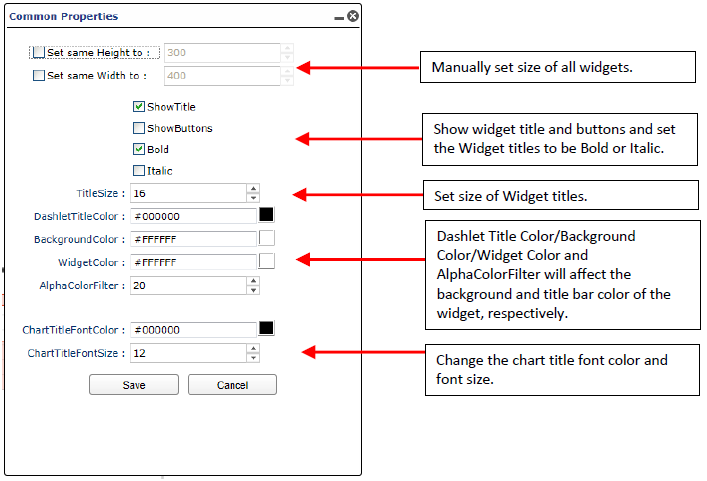 Common Properties
Set same Height to : 300
Set same Width to : 400
Manually set size of all widgets.
ShowTitle
ShowButtons
Bold
Italic
Show widget title and buttons and set
the Widget titles to be Bold or Italic.
TitleSize : 16
Set size of Widget titles.
DashletTitleColor : #000000
BackgroundColor : #FFFFFF
WidgetColor : #FFFFFF
AlphaColorFilter : 20
Dashlet Title Color/Background
Color/Widget Color and
AlphaColorFilter will affect the
background and title bar color of the
widget, respectively.
ChartTitleFontColor : #000000
ChartTitleFontSize : 12
Change the chart title font color and
font size.
Save Cancel